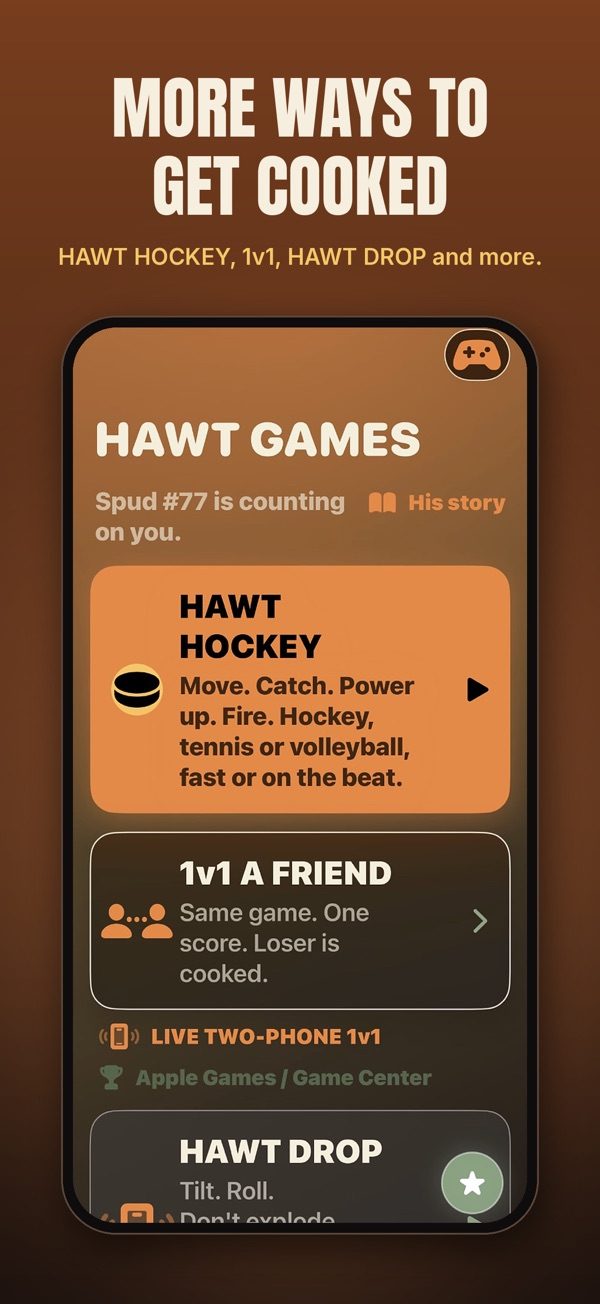 MORE WAYS TO
GET COOKED
HAWT HOCKEY, 1v1, HAWT DROP and more.
HAWT GAMES
Spud #77 is counting
on you.
His story
HAWT
HOCKEY
Move. Catch. Power
up. Fire. Hockey,
tennis or volleyball,
fast or on the beat.
1v1 A FRIEND
Same game. One
score. Loser is
cooked.
LIVE TWO-PHONE 1v1
Apple Games / Game Center
HAWT DROP
Tilt. Roll.
Don't explode